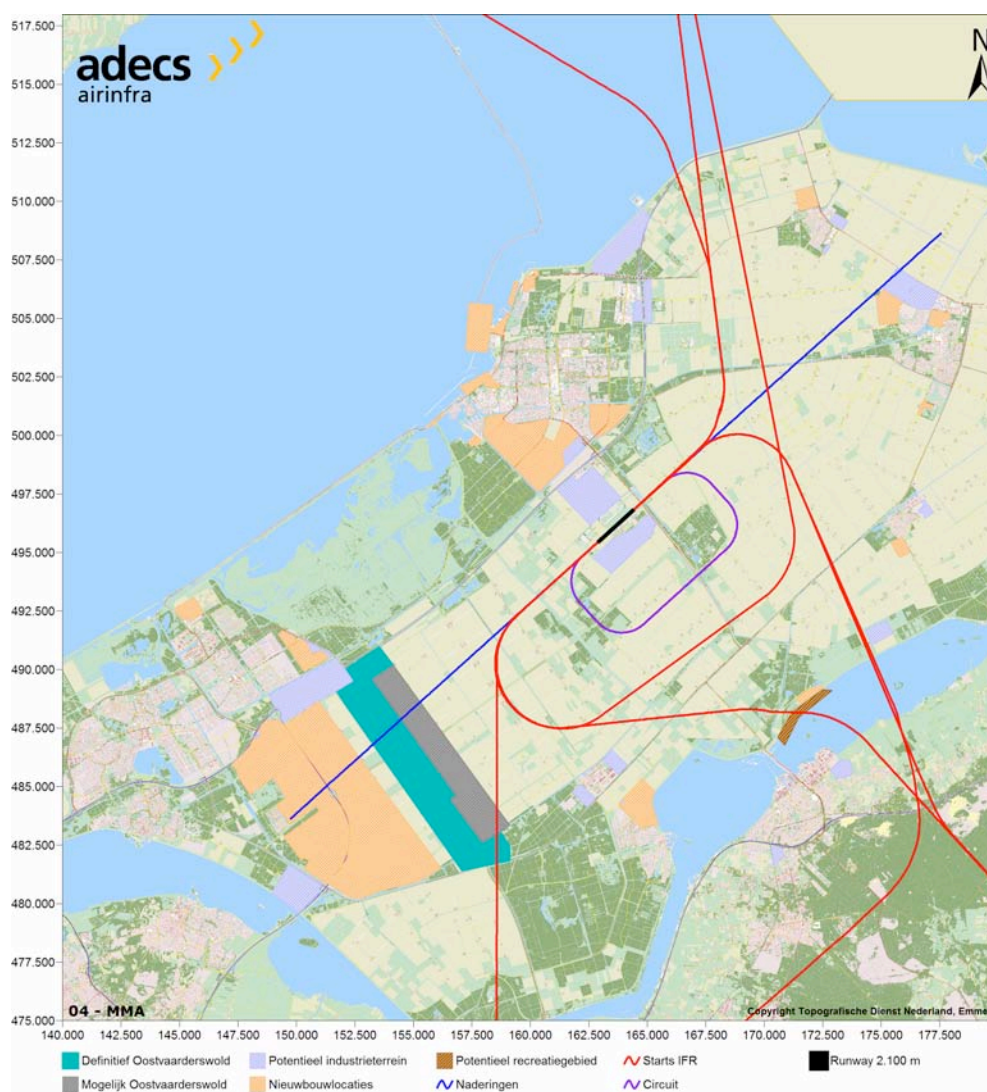 517.500
515.000
512.500
510.000
507.500
505.000
502.500
500.000
497.500
495.000
492.500
490.000
487.500
485.000
482.500
480.000
477.500
475.000
adecs
airinfra
N
04 - MMA
Copyright Topografische Dienst Nederland, Emme
140.000 142.500 145.000 147.500 150.000 152.500 155.000 157.500 160.000 162.500 165.000 167.500 170.000 172.500 175.000 177.500
Definitief Oostvaarderswold Potentieel industrieterrein Potentieel recreatiegebied Starts IFR Runway 2.100 m
Mogelijk Oostvaarderswold Nieuwbouwlocaties Naderingen Circuit